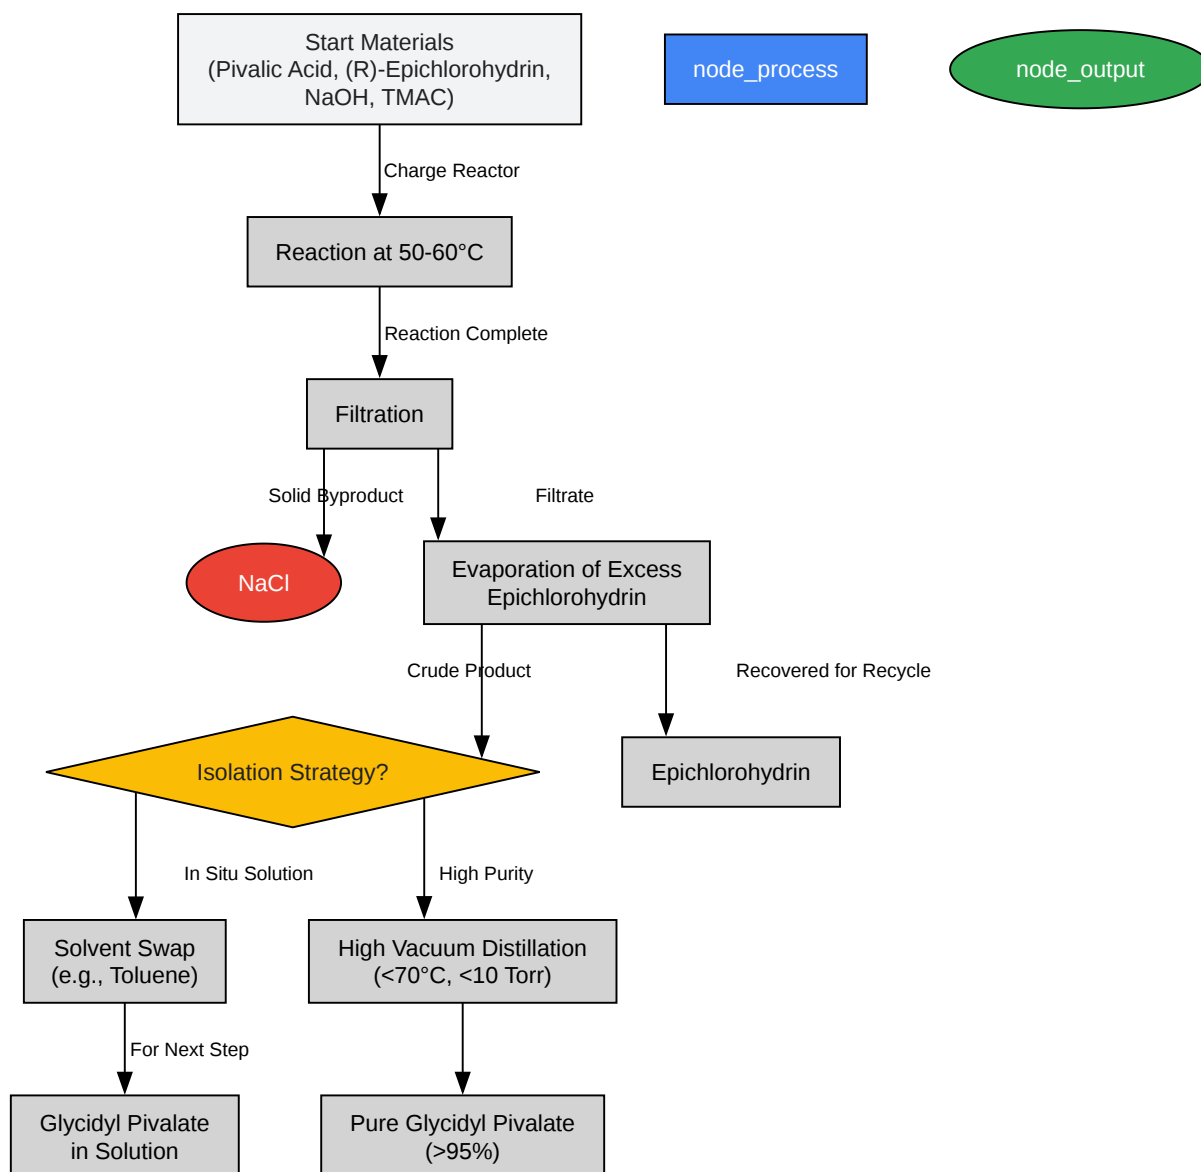 Start Materials
(Pivalic Acid, (R)-Epichlorohydrin,
NaOH, TMAC)
node_process
node_output
Charge Reactor
Reaction at 50-60°C
Reaction Complete
Filtration
Solid Byproduct
Filtrate
NaCl
Evaporation of Excess
Epichlorohydrin
Crude Product
Recovered for Recycle
Isolation Strategy?
Epichlorohydrin
In Situ Solution
High Purity
Solvent Swap
(e.g., Toluene)
High Vacuum Distillation
(<70°C, <10 Torr)
For Next Step
Glycidyl Pivalate
in Solution
Pure Glycidyl Pivalate
(>95%)